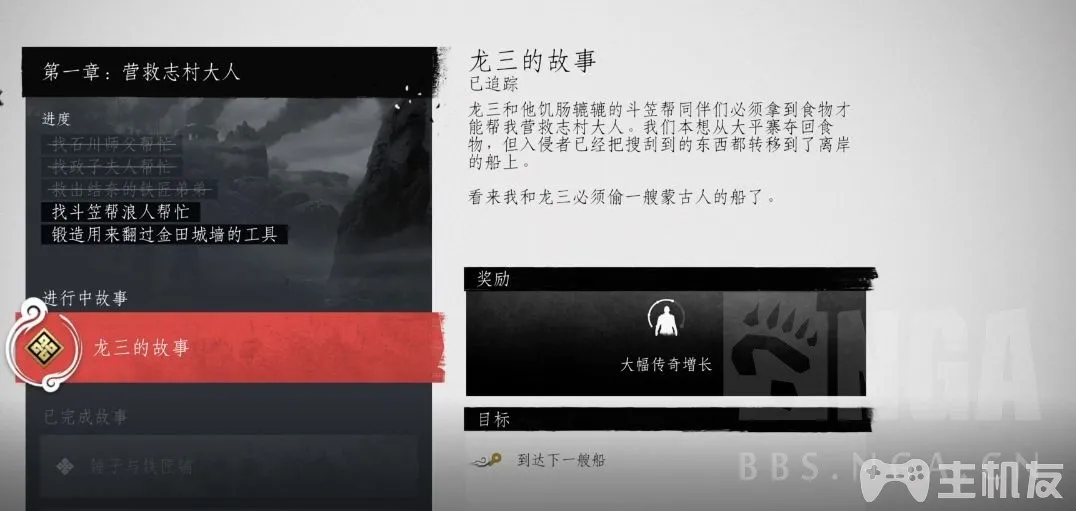 第一章：营救志村大人
进度
找石川师父帮忙
找政子夫人帮忙
救出结奈的铁匠弟弟
找斗笠帮浪人帮忙
锻造用来翻过金田城墙的工具
进行中故事
龙三的故事
已完成故事
锤子与铁匠铺
龙三的故事
已追踪
龙三和他饥肠辘辘的斗笠帮同伴们必须拿到食物才
能帮我营救志村大人。我们本想从大平寨夺回食
物，但入侵者已经把搜刮到的东西都转移到了离岸
的船上。
看来我和龙三必须偷一艘蒙古人的船了。
奖励
大幅传奇增长
目标
到达下一艘船
NGA
BBS.NGA.CN
主机友